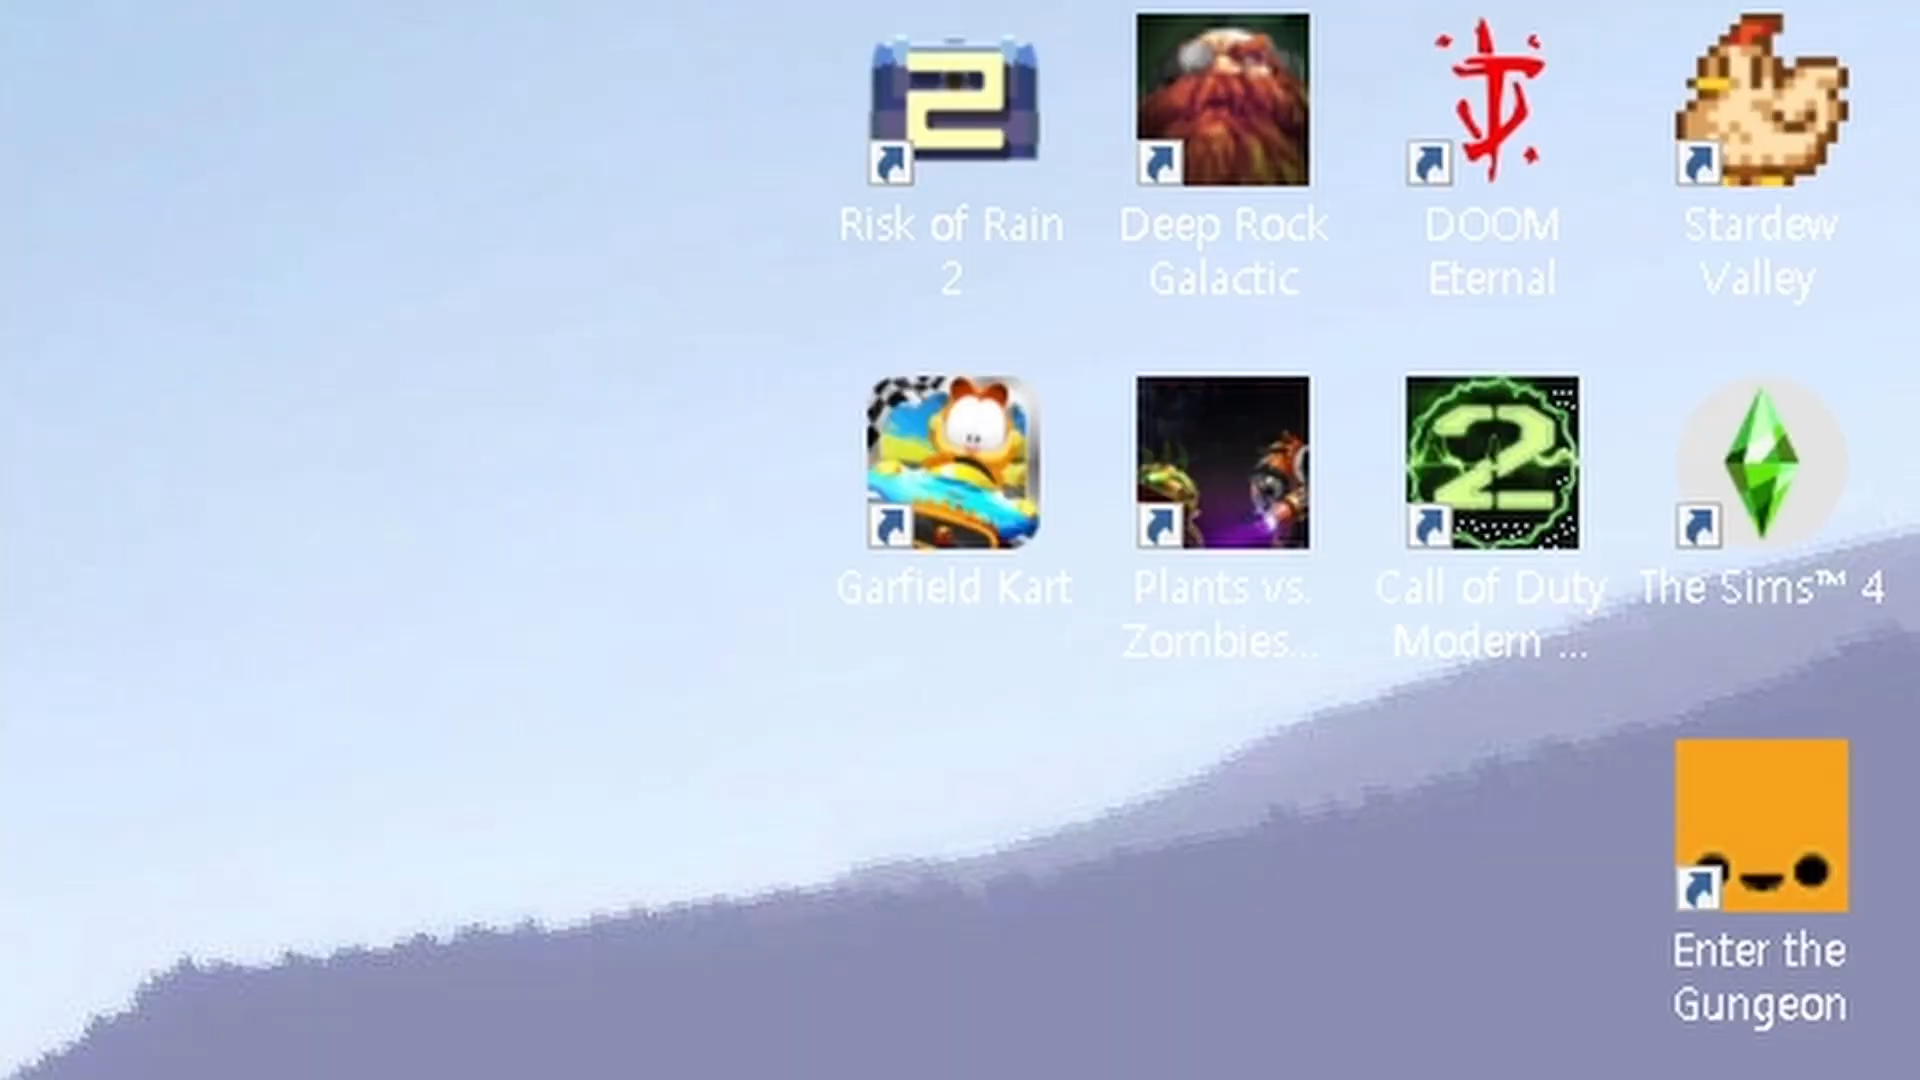 Risk of Rain
2
Deep Rock
Galactic
DOOM
Eternal
Stardew
Valley
Garfield Kart
Plants vs.
Zombies...
Call of Duty
Modern ...
The Sims™ 4
Enter the
Gungeon